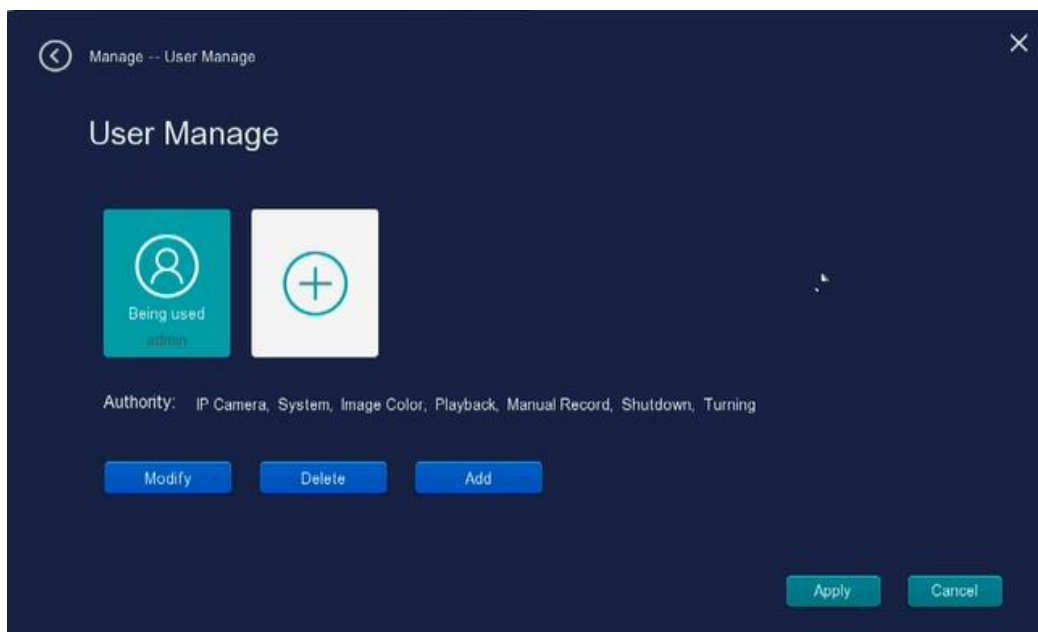 Manage -- User Manage
User Manage
Being used
admin
Authority: IP Camera, System, Image Color, Playback, Manual Record, Shutdown, Turning
Modify Delete Add
Apply Cancel